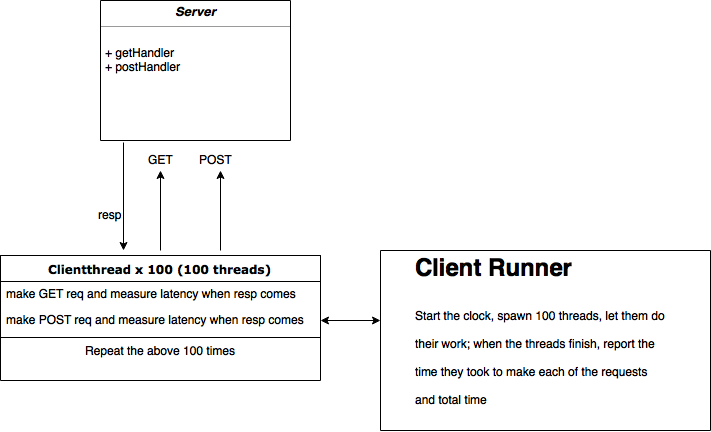 Server
+ getHandler
+ postHandler
GET
POST
resp
Clientthread x 100 (100 threads)
make GET req and measure latency when resp comes
make POST req and measure latency when resp comes
Repeat the above 100 times
Client Runner
Start the clock, spawn 100 threads, let them do
their work; when the threads finish, report the
time they took to make each of the requests
and total time